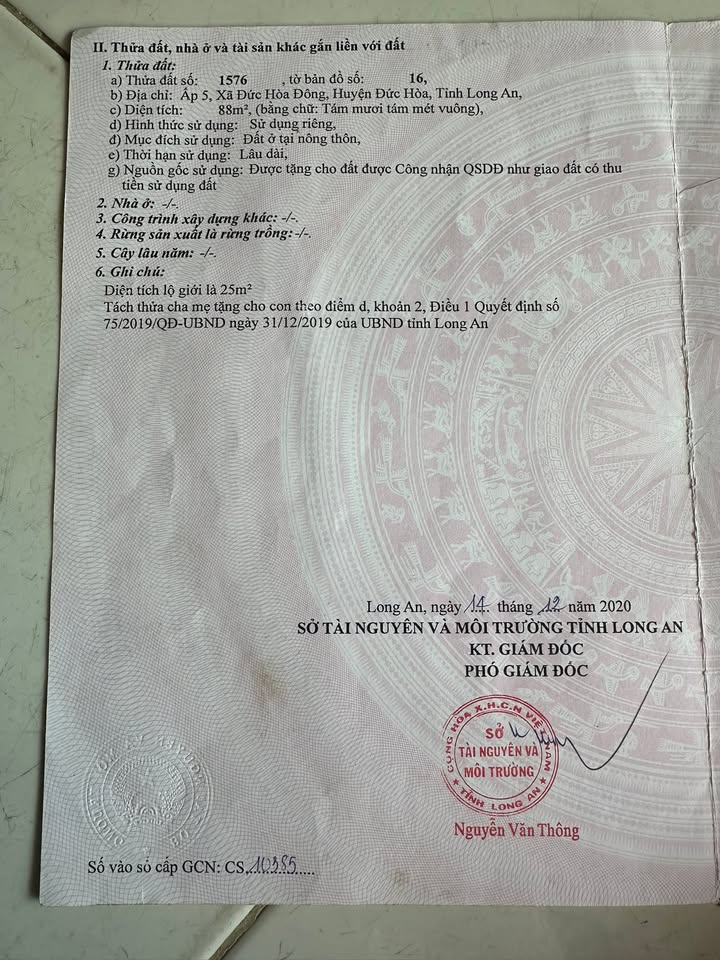 II. Thửa đất, nhà ở và tài sản khác gắn liền với đất
1. Thửa đất:
a) Thửa đất số: 1576 , tờ bản đồ số: 16,
b) Địa chỉ: Ấp 5, Xã Đức Hòa Đông, Huyện Đức Hòa, Tỉnh Long An,
c) Diện tích: 88m², (bằng chữ: Tám mươi tám mét vuông),
d) Hình thức sử dụng: Sử dụng riêng,
đ) Mục đích sử dụng: Đất ở tại nông thôn,
e) Thời hạn sử dụng: Lâu dài,
g) Nguồn gốc sử dụng: Được tặng cho đất được Công nhận QSDĐ như giao đất có thu
tiền sử dụng đất
2. Nhà ở: -/-.
3. Công trình xây dựng khác: -/-.
4. Rừng sản xuất là rừng trồng: -/-.
5. Cây lâu năm: -/-.
6. Ghi chú:
Diện tích lộ giới là 25m²
Tách thửa cha mẹ tặng cho con theo điểm d, khoản 2, Điều 1 Quyết định số
75/2019/QĐ-UBND ngày 31/12/2019 của UBND tỉnh Long An
Long An, ngày 14 tháng 12 năm 2020
SỞ TÀI NGUYÊN VÀ MÔI TRƯỜNG TỈNH LONG AN
KT. GIÁM ĐỐC
PHÓ GIÁM ĐỐC
CỘNG HÒA X.H.C.N VIỆT NAM
SỞ
TÀI NGUYÊN VÀ
MÔI TRƯỜNG
★ TỈNH LONG AN ★
Nguyễn Văn Thông
Số vào sổ cấp GCN: CS 10385